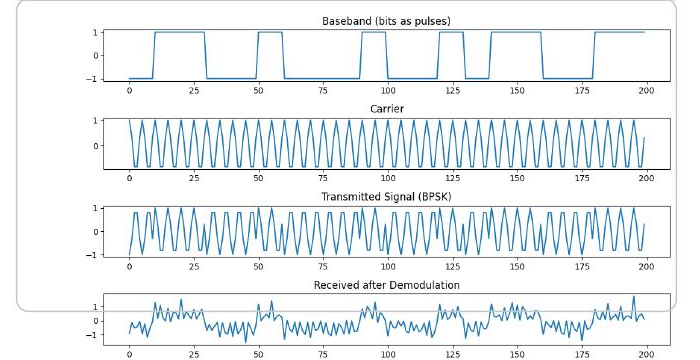 Baseband (bits as pulses)
1
0
−1
0 25 50 75 100 125 150 175 200
Carrier
1
0
0 25 50 75 100 125 150 175 200
Transmitted Signal (BPSK)
1
0
−1
0 25 50 75 100 125 150 175 200
Received after Demodulation
1
0
−1
0 25 50 75 100 125 150 175 200